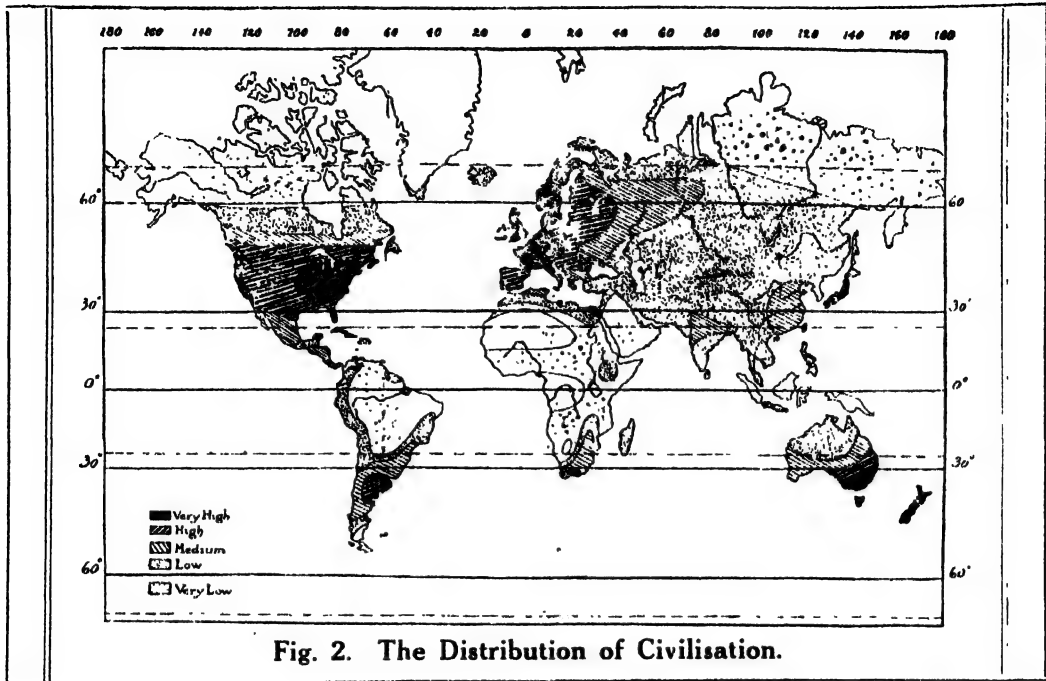 180 160 140 120 100 80 60 40 20 0 20 40 60 80 100 120 140 160 180
60° 60
30° 30°
0° 0°
30° 30°
Very High
High
Medium
Low
60° 60°
Very Low
Fig. 2. The Distribution of Civilisation.